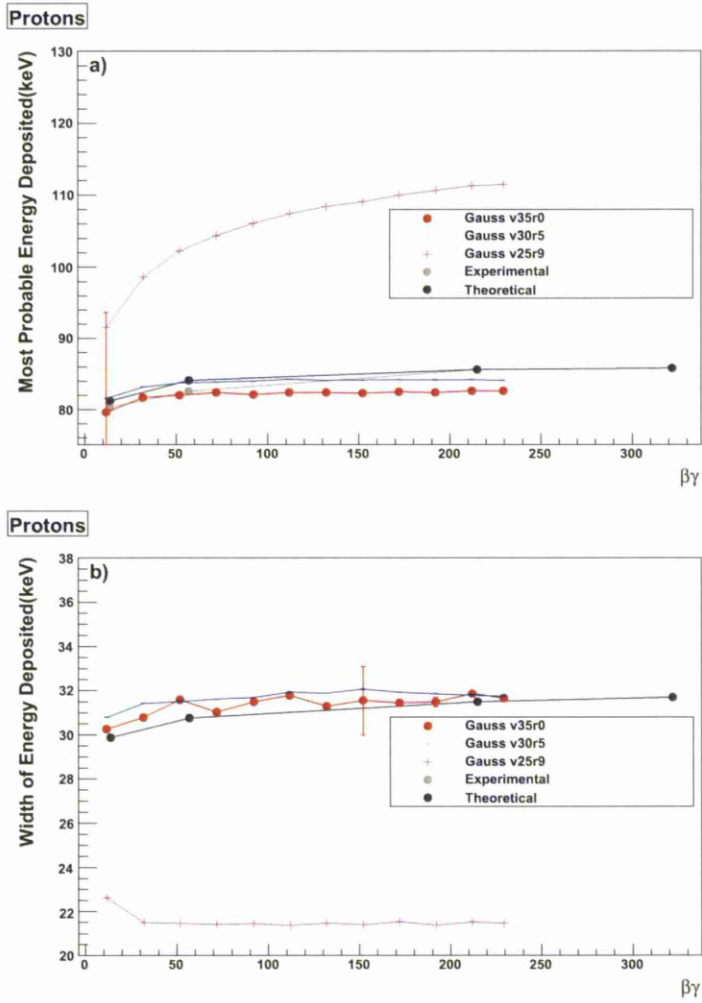 Protons
a)
Most Probable Energy Deposited(keV)
130
120
110
100
90
80
0
50
100
150
200
250
300
βγ
Gauss v35r0
Gauss v30r5
Gauss v25r9
Experimental
Theoretical
Protons
b)
Width of Energy Deposited(keV)
38
36
34
32
30
28
26
24
22
20
0
50
100
150
200
250
300
βγ
Gauss v35r0
Gauss v30r5
Gauss v25r9
Experimental
Theoretical